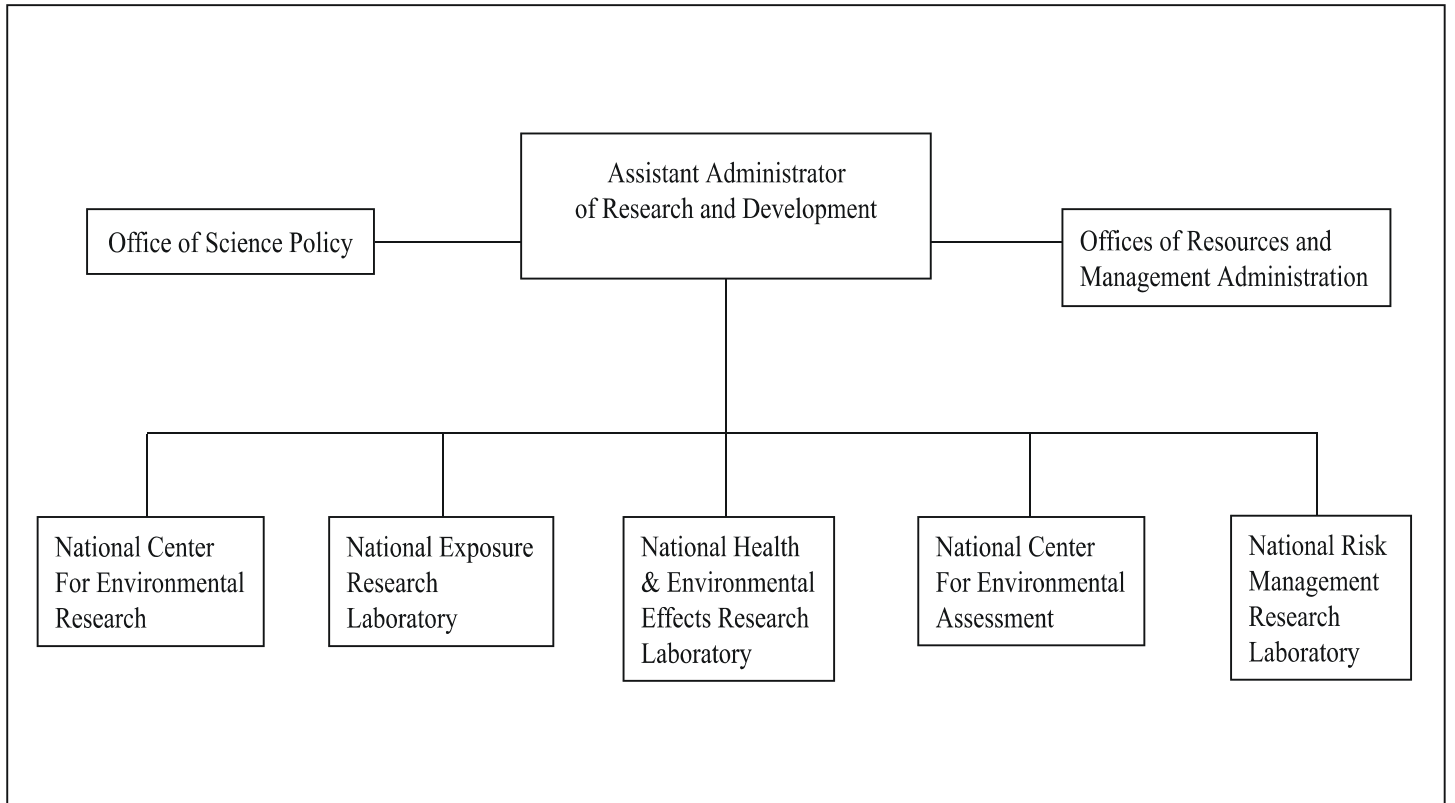 Assistant Administrator
of Research and Development
Office of Science Policy
Offices of Resources and
Management Administration
National Center
For Environmental
Research
National Exposure
Research
Laboratory
National Health
& Environmental
Effects Research
Laboratory
National Center
For Environmental
Assessment
National Risk
Management
Research
Laboratory